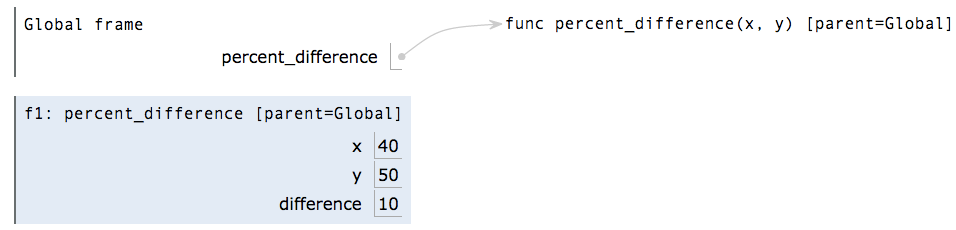 Global frame
func percent_difference(x, y) [parent=Global]
percent_difference
f1: percent_difference [parent=Global]
x 40
y 50
difference 10